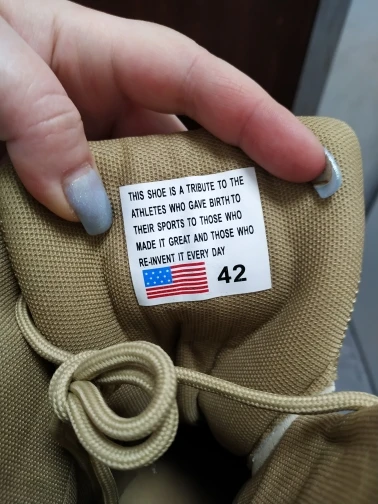 THIS SHOE IS A TRIBUTE TO THE
ATHLETES WHO GAVE BIRTH TO
THEIR SPORTS TO THOSE WHO
MADE IT GREAT AND THOSE WHO
RE-INVENT IT EVERY DAY
42